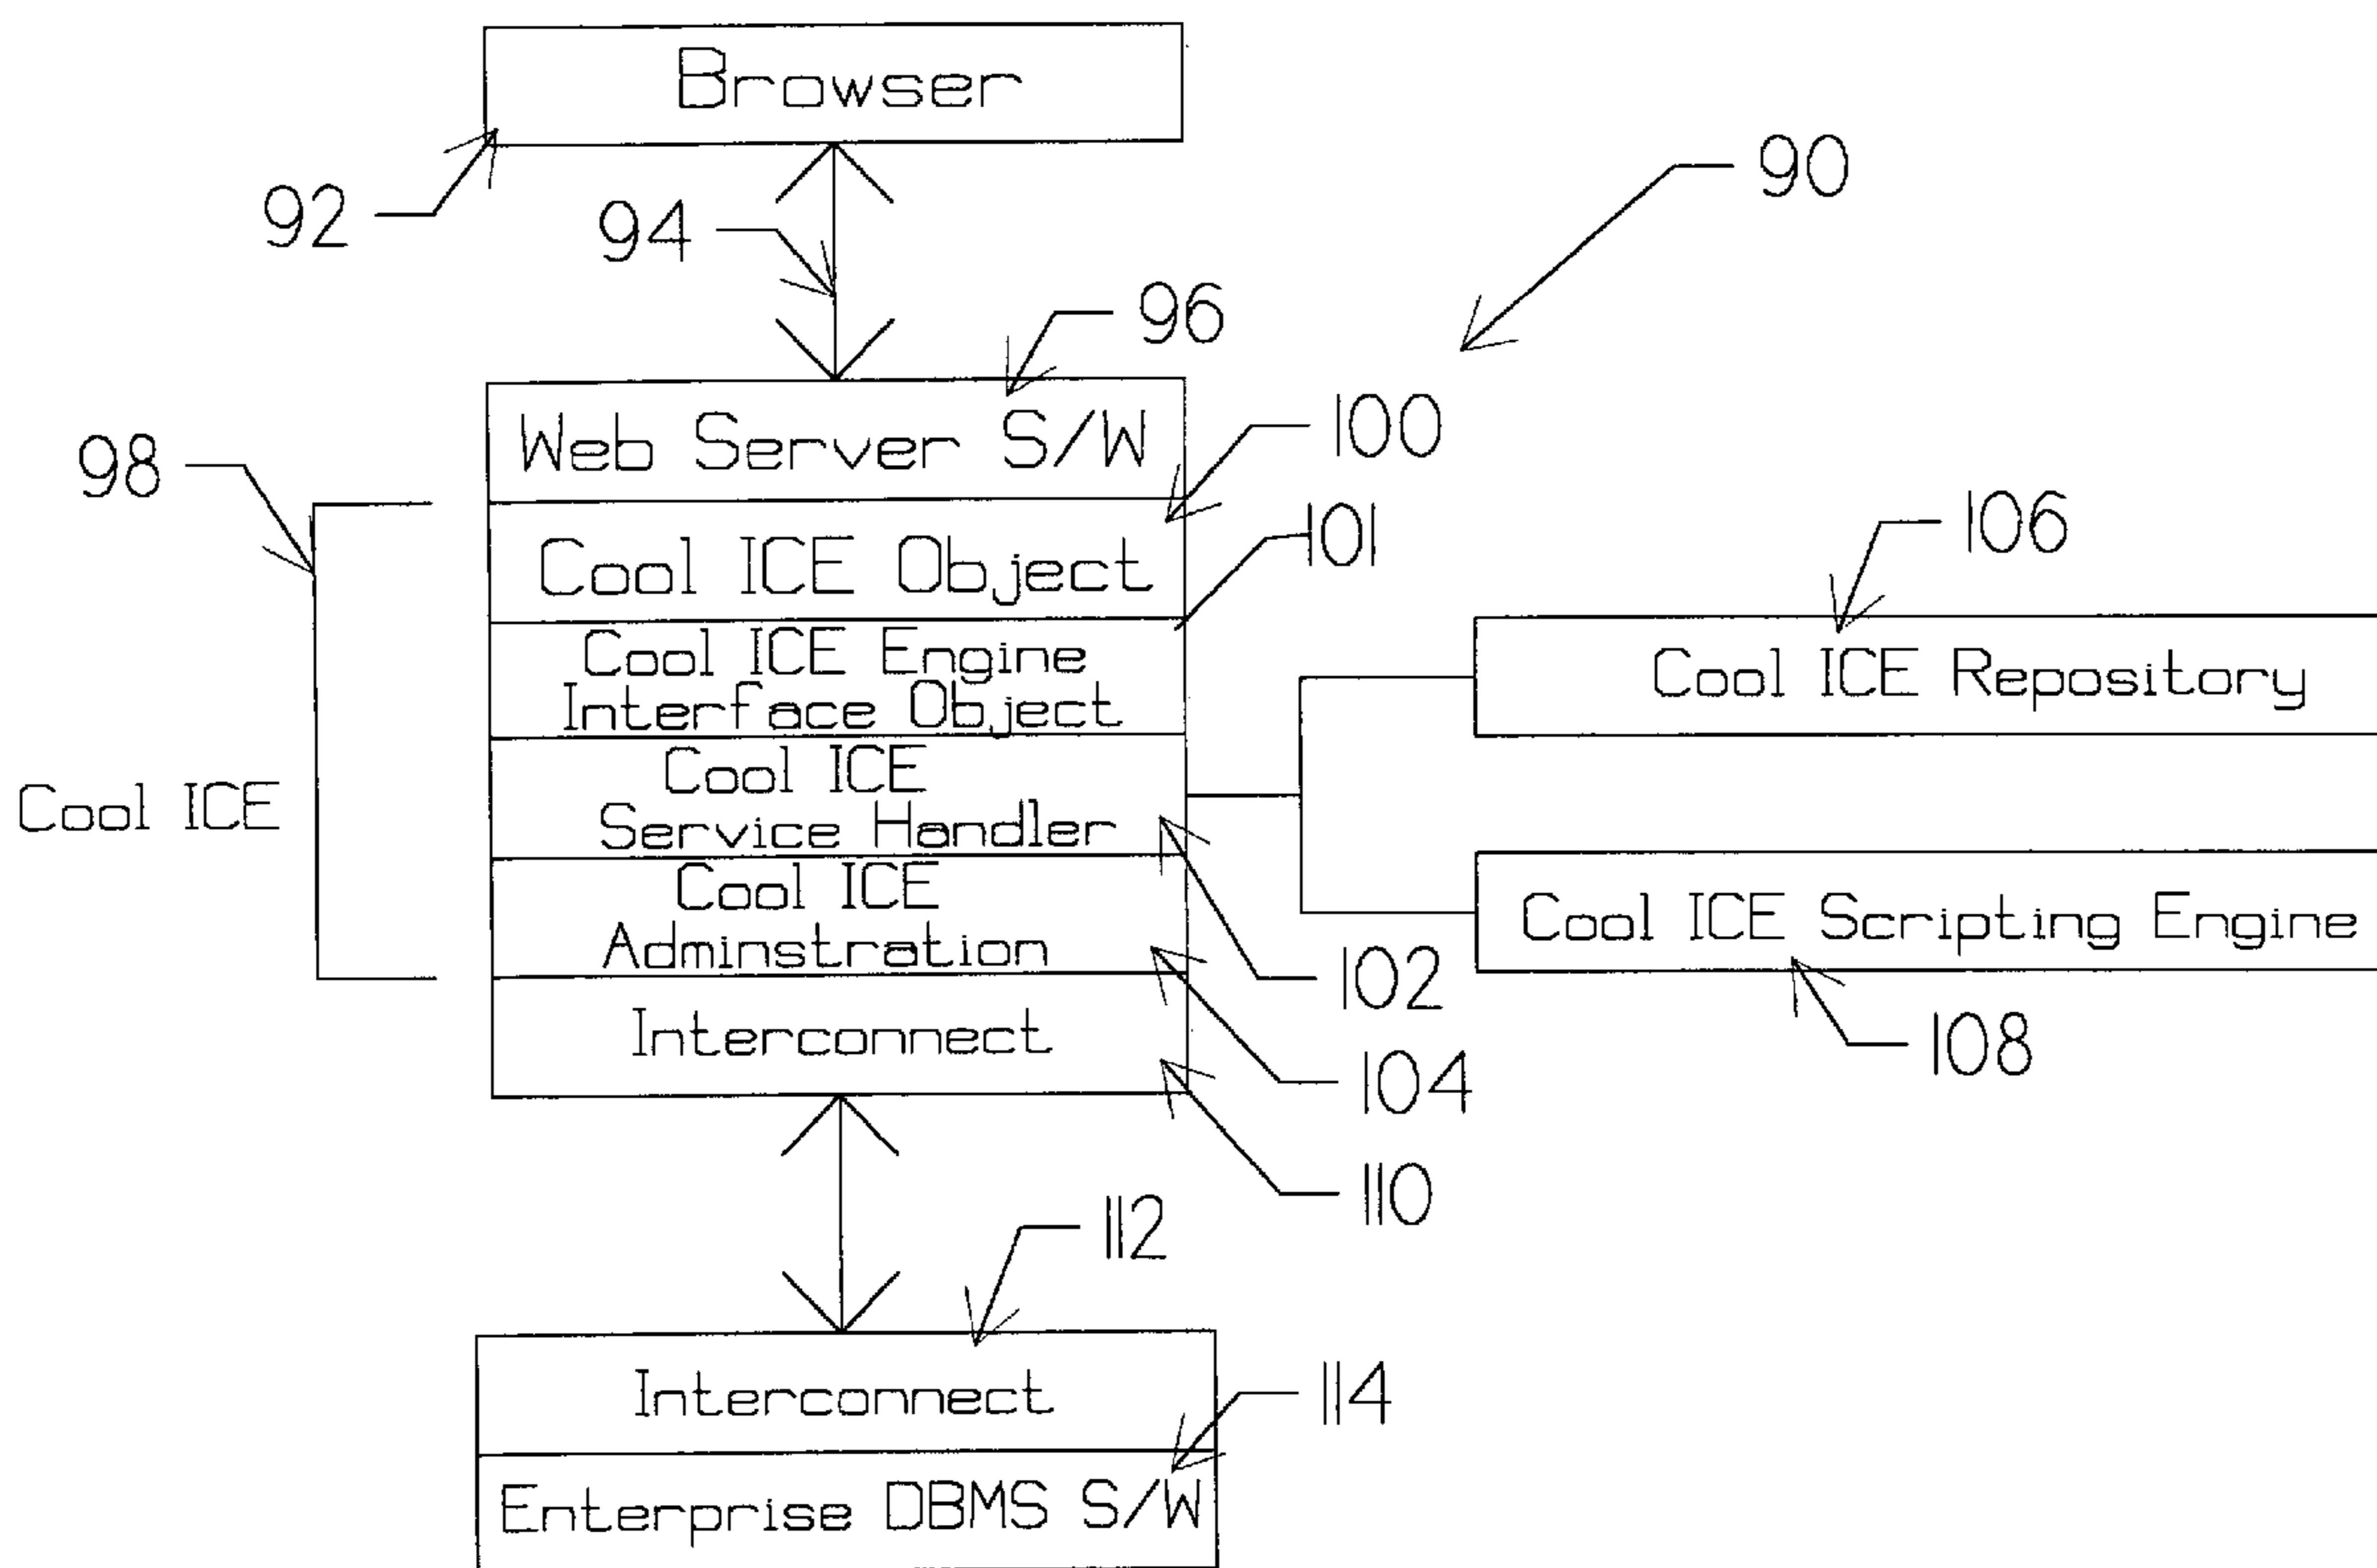 Browser
92
94
90
96
Web Server S/W
100
98
Cool ICE Object
101
106
Cool ICE Engine
Interface Object
Cool ICE Repository
Cool ICE
Service Handler
Cool ICE
Cool ICE
Adminstration
Cool ICE Scripting Engine
102
Interconnect
104
108
110
112
Interconnect
114
Enterprise DBMS S/W